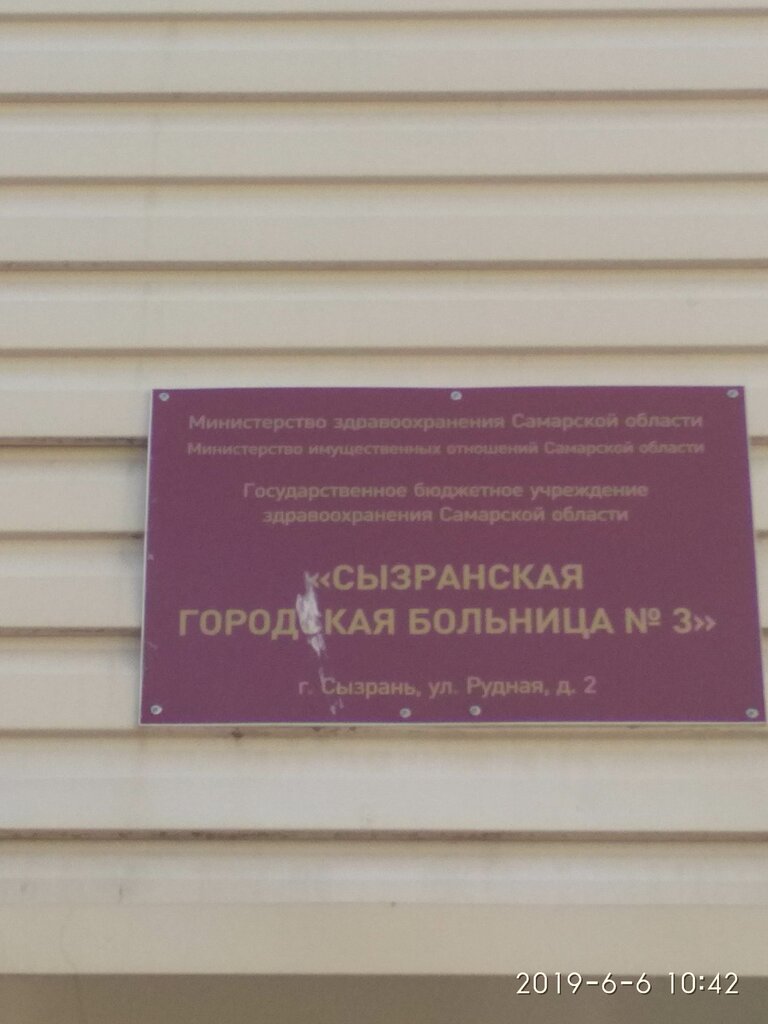 Министерство здравоохранения Самарской области
Министерство имущественных отношений Самарской области
Государственное бюджетное учреждение
здравоохранения Самарской области
«СЫЗРАНСКАЯ
ГОРОДСКАЯ БОЛЬНИЦА № 3»
г. Сызрань, ул. Рудная, д. 2
2019-6-6 10:42